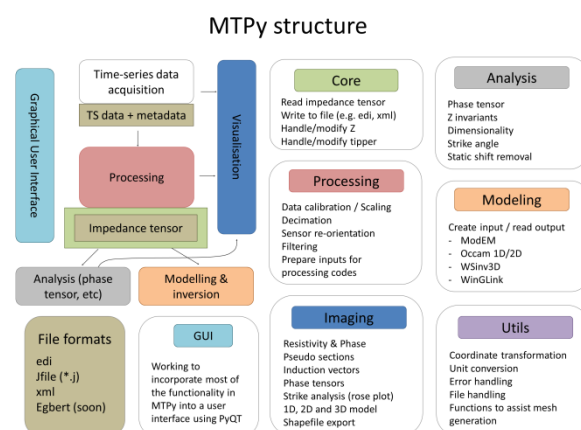 MTPy structure
Graphical User Interface
Time-series data
acquisition
TS data + metadata
Processing
Impedance tensor
Visualisation
Analysis (phase
tensor, etc)
Modelling &
inversion
File formats
edi
Jfile (*.j)
xml
Egbert (soon)
GUI
Working to
incorporate most of
the functionality in
MTPy into a user
interface using PyQT
Core
Read impedance tensor
Write to file (e.g. edi, xml)
Handle/modify Z
Handle/modify tipper
Processing
Data calibration / Scaling
Decimation
Sensor re-orientation
Filtering
Prepare inputs for
processing codes
Imaging
Resistivity & Phase
Pseudo sections
Induction vectors
Phase tensors
Strike analysis (rose plot)
1D, 2D and 3D model
Shapefile export
Analysis
Phase tensor
Z invariants
Dimensionality
Strike angle
Static shift removal
Modeling
Create input / read output
- ModEM
- Occam 1D/2D
- WSinv3D
- WinGLink
Utils
Coordinate transformation
Unit conversion
Error handling
File handling
Functions to assist mesh
generation